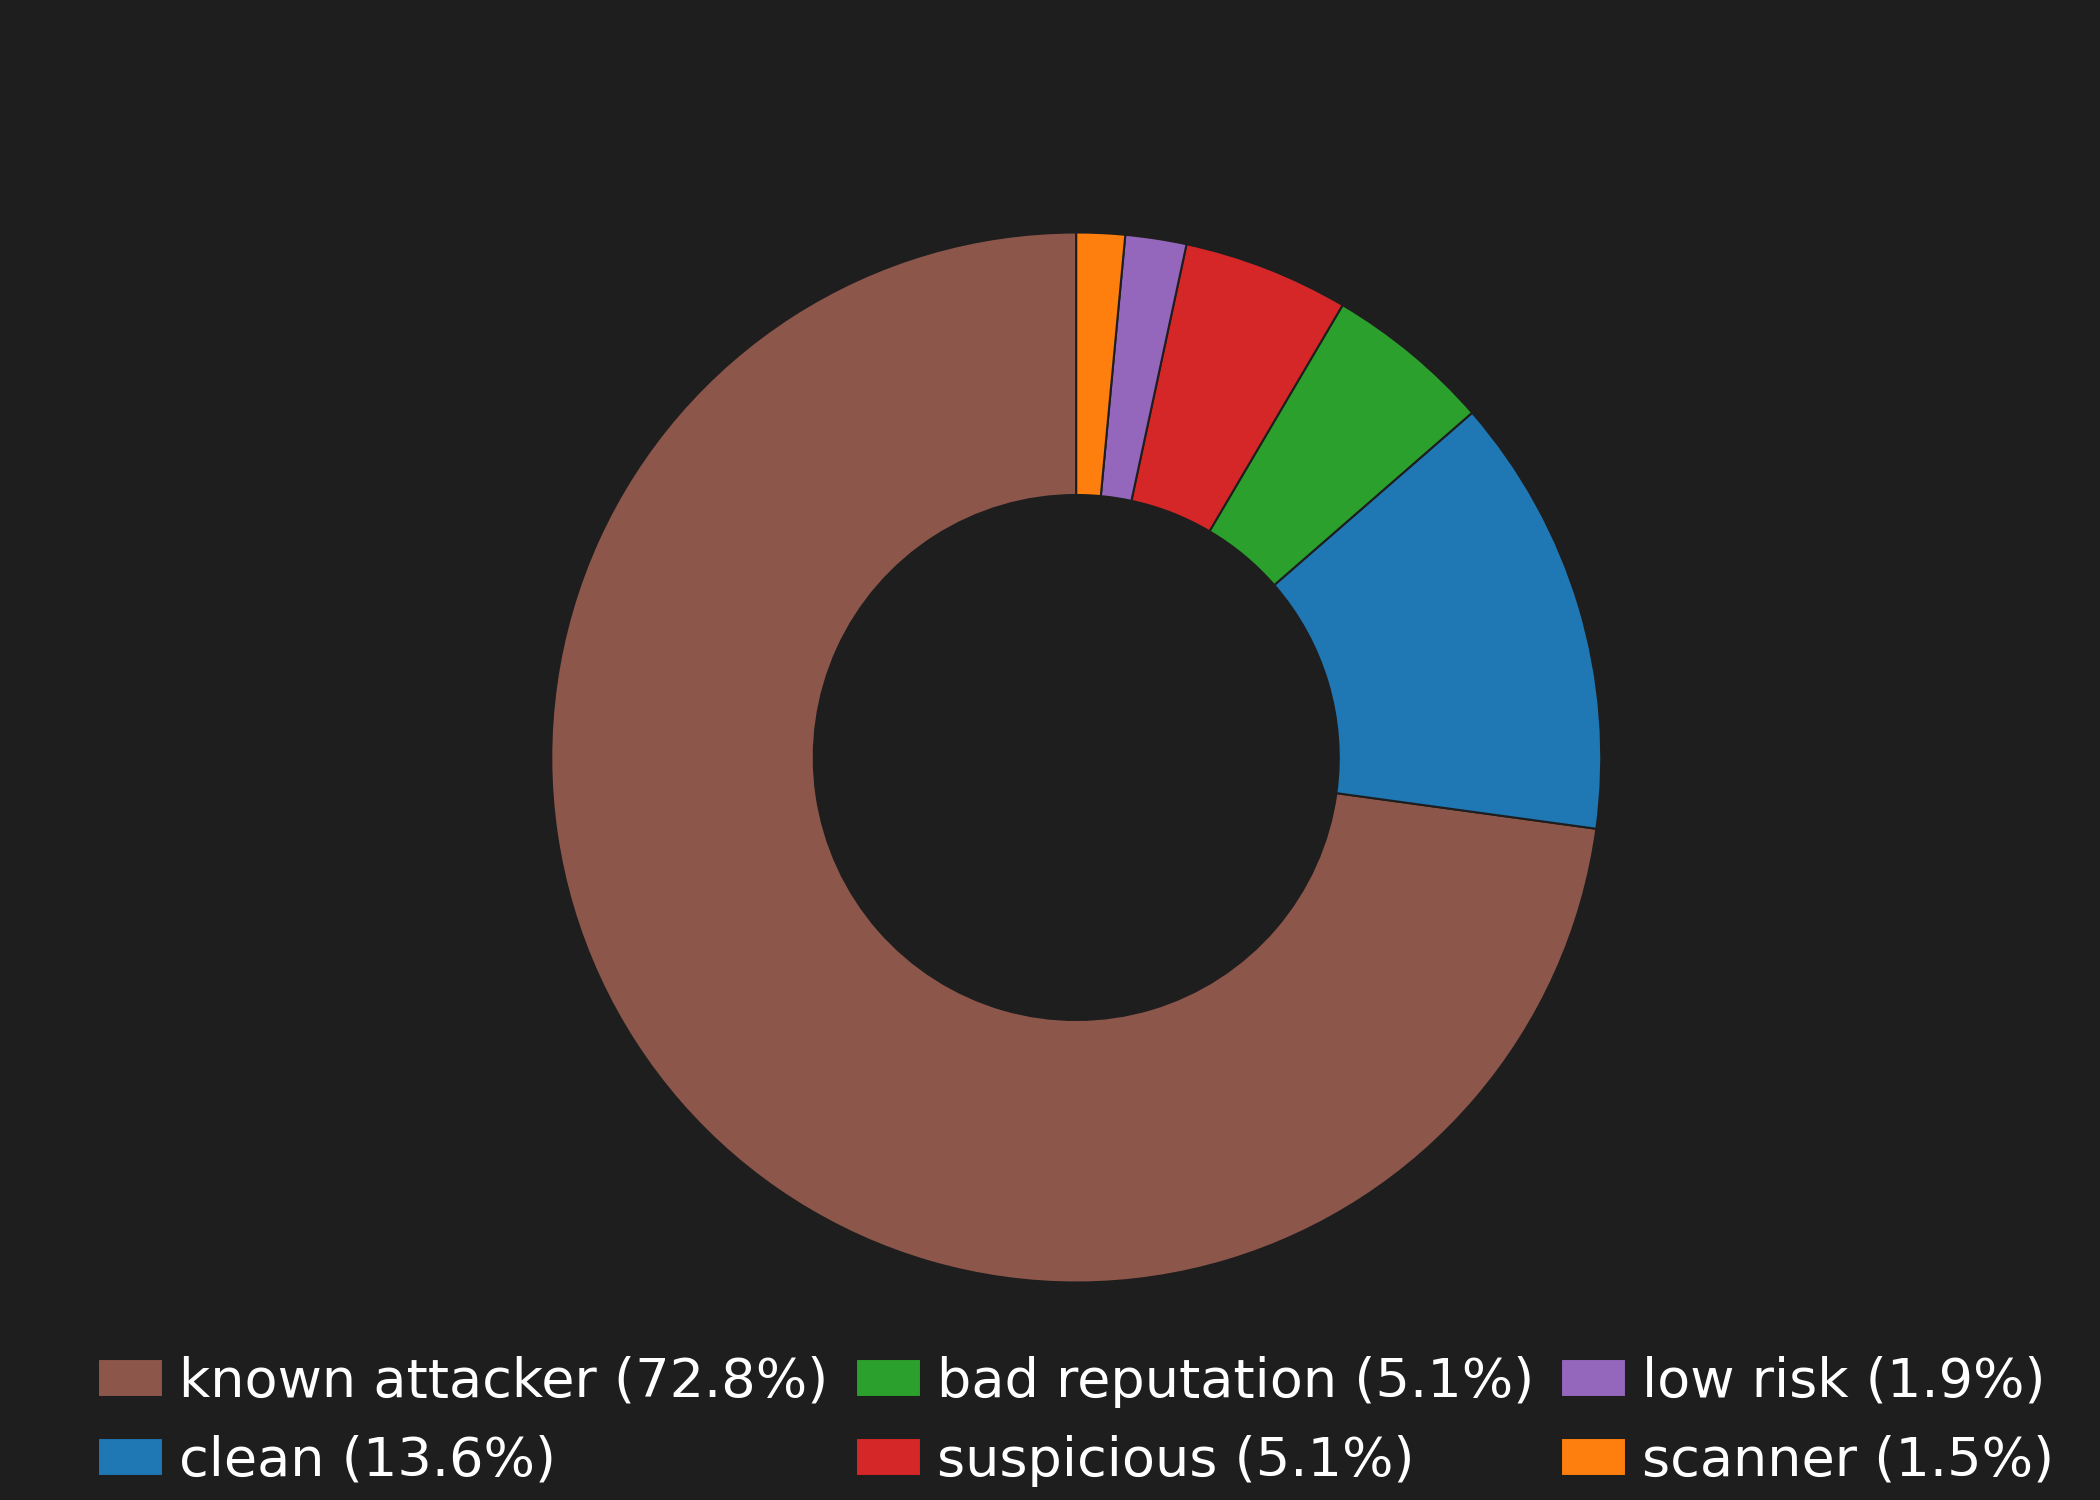 known attacker (72.8%) bad reputation (5.1%) low risk (1.9%)
clean (13.6%) suspicious (5.1%) scanner (1.5%)